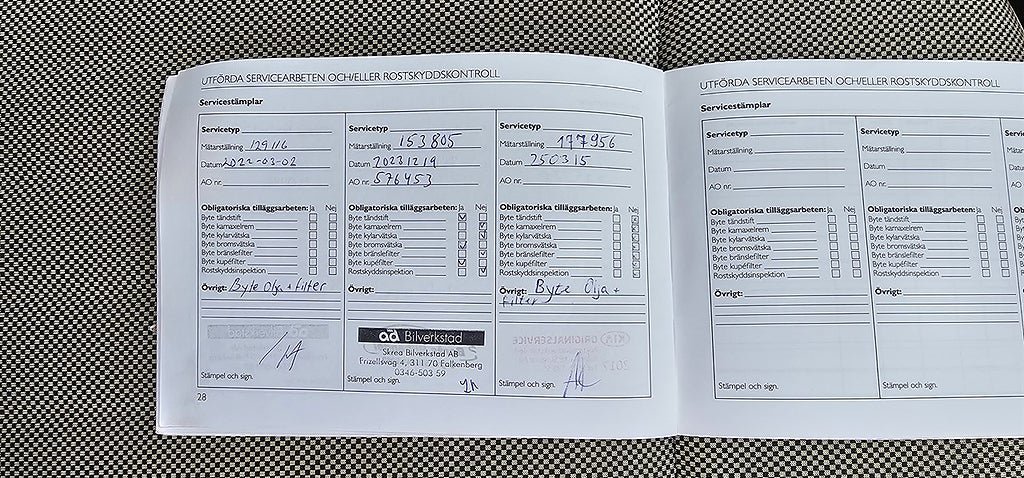 UTFÖRDA SERVICEARBETEN OCH/ELLER ROSTSKYDDSKONTROLL
Servicestämplar
Servicetyp
Mätarställning 129116
Datum 2022-03-02
AO nr.
Obligatoriska tilläggsarbeten: Ja Nej
Byte tändstift
Byte kamaxelrem
Byte kylarvätska
Byte bromsvätska
Byte bränslefilter
Byte kupéfilter
Rostskyddsinspektion
Övrigt: Byte Olja + filter
Stämpel och sign.
28
Servicetyp
Mätarställning 153805
Datum 20231219
AO nr. 576453
Obligatoriska tilläggsarbeten: Ja Nej
Byte tändstift
Byte kamaxelrem
Byte kylarvätska
Byte bromsvätska
Byte bränslefilter
Byte kupéfilter
Rostskyddsinspektion
Övrigt:
ad Bilverkstad
Skrea Bilverkstad AB
Frizellsväg 4, 311 70 Falkenberg
0346-503 59
Stämpel och sign.
Servicetyp
Mätarställning 177956
Datum 250315
AO nr.
Obligatoriska tilläggsarbeten: Ja Nej
Byte tändstift
Byte kamaxelrem
Byte kylarvätska
Byte bromsvätska
Byte bränslefilter
Byte kupéfilter
Rostskyddsinspektion
Övrigt: Byte Olja +
filter
KIA ORIGINALSERVICE
2017
Stämpel och sign.
UTFÖRDA SERVICEARBETEN OCH/ELLER ROSTSKYDDSKONTROLL
Servicestämplar
Servicetyp
Mätarställning
Datum
AO nr.
Obligatoriska tilläggsarbeten: Ja Nej
Byte tändstift
Byte kamaxelrem
Byte kylarvätska
Byte bromsvätska
Byte bränslefilter
Byte kupéfilter
Rostskyddsinspektion
Övrigt:
Stämpel och sign.
Servicetyp
Mätarställning
Datum
AO nr.
Obligatoriska tilläggsarbeten: Ja Nej
Byte tändstift
Byte kamaxelrem
Byte kylarvätska
Byte bromsvätska
Byte bränslefilter
Byte kupéfilter
Rostskyddsinspektion
Övrigt:
Stämpel och sign.